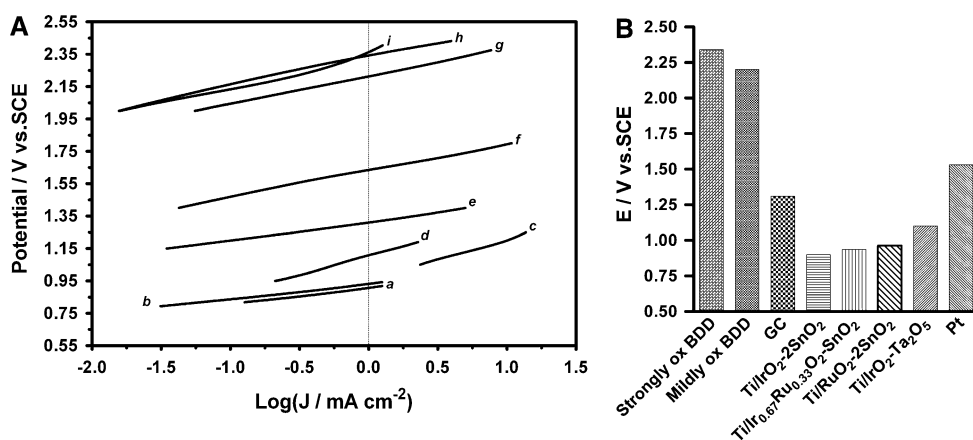 A
Potential / V vs.SCE
2.55
2.35
2.15
1.95
1.75
1.55
1.35
1.15
0.95
0.75
0.55
i
h
g
f
e
d
c
b
a
-2.0
-1.5
-1.0
-0.5
0.0
0.5
1.0
1.5
Log(J / mA cm⁻²)
B
E / V vs.SCE
2.50
2.25
2.00
1.75
1.50
1.25
1.00
0.75
0.50
Strongly ox BDD
Mildly ox BDD
GC
Ti/IrO₂-2SnO₂
Ti/Ir₀.₆₇Ru₀.₃₃O₂-SnO₂
Ti/RuO₂-2SnO₂
Ti/IrO₂-Ta₂O₅
Pt